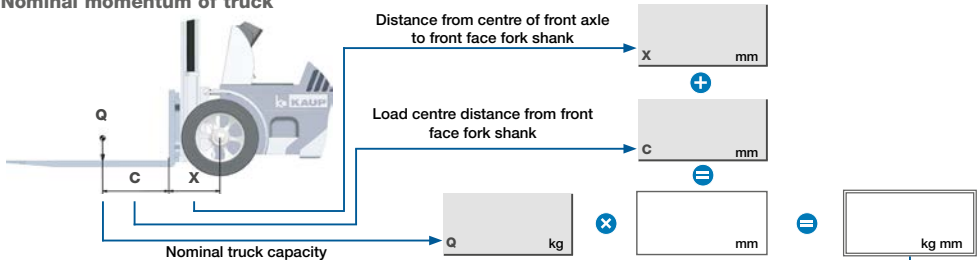 Nominal momentum of truck
Distance from centre of front axle
to front face fork shank
X mm
+
KAUP
Q
Load centre distance from front
face fork shank
C mm
C X
=
Q kg × mm = kg mm
Nominal truck capacity